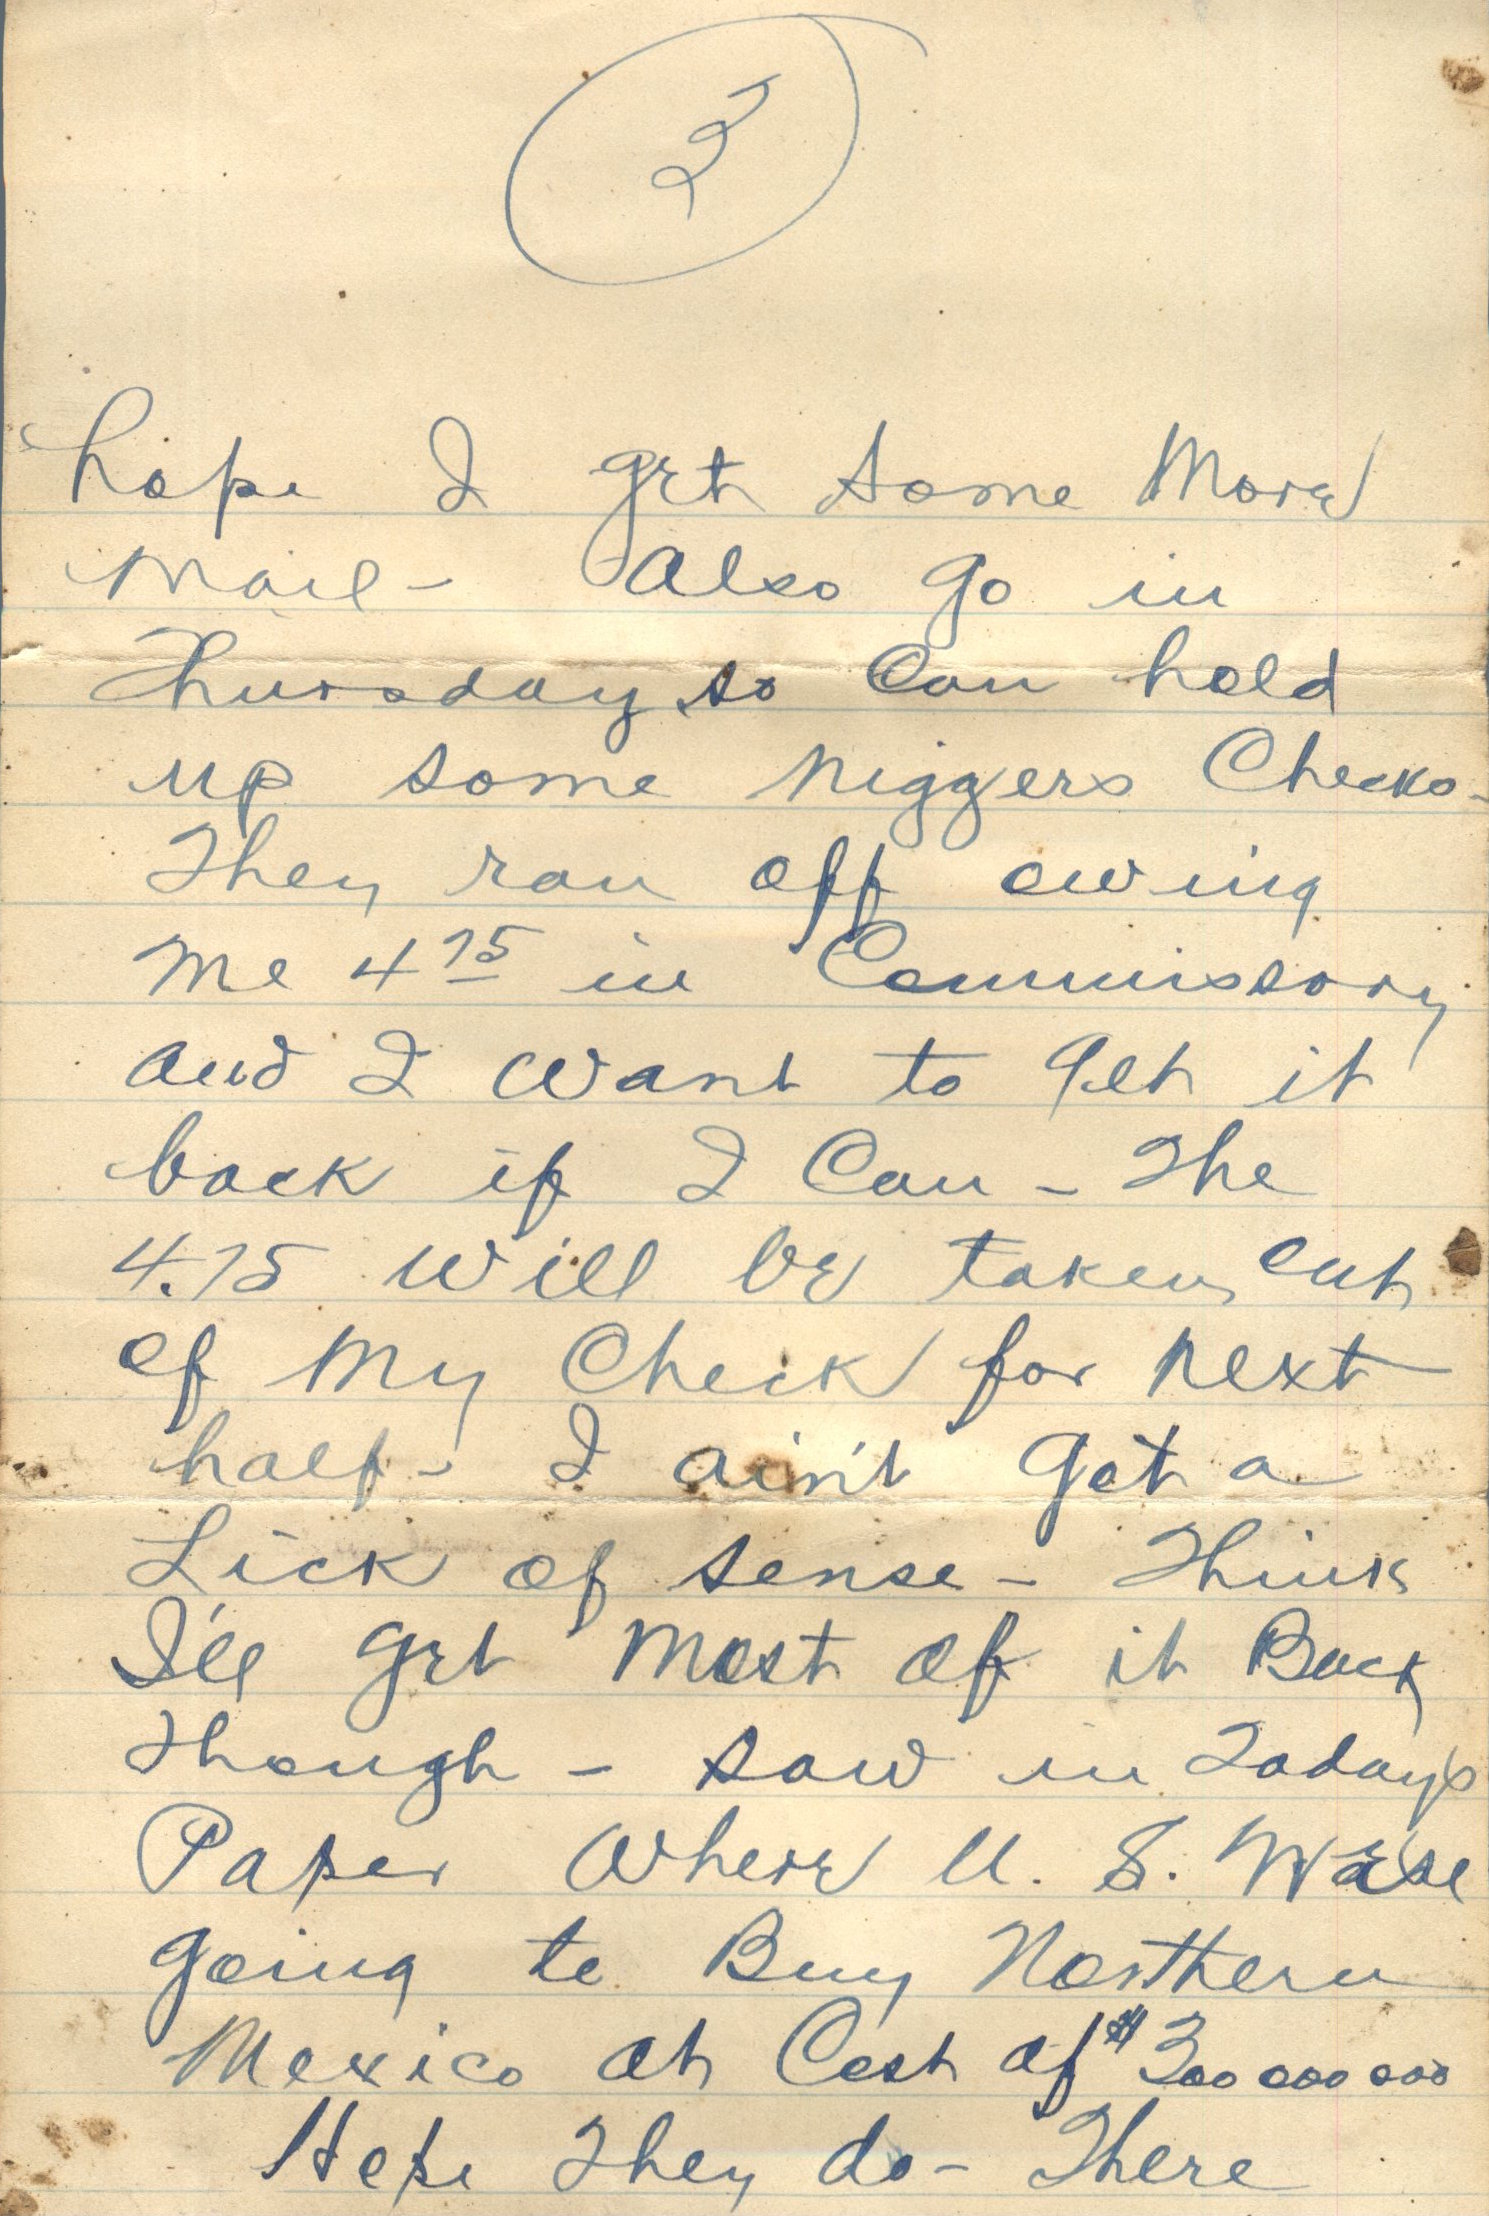 3
hope I get some More
Mail - Also go in
Thursday so Can hold
up some niggers Checks -
They ran off owing
Me 4 75 in Commissory
and I want to get it
back if I Can - The
4.75 will be taken out
of My Check for next
half - I ain't got a
Lick of sense - Think
I'll get Most of it Back
Though - saw in Todays
Paper Where U. S. Was
going to Buy Northern
Mexico at Cost of $300 000 000
Hope They do - There